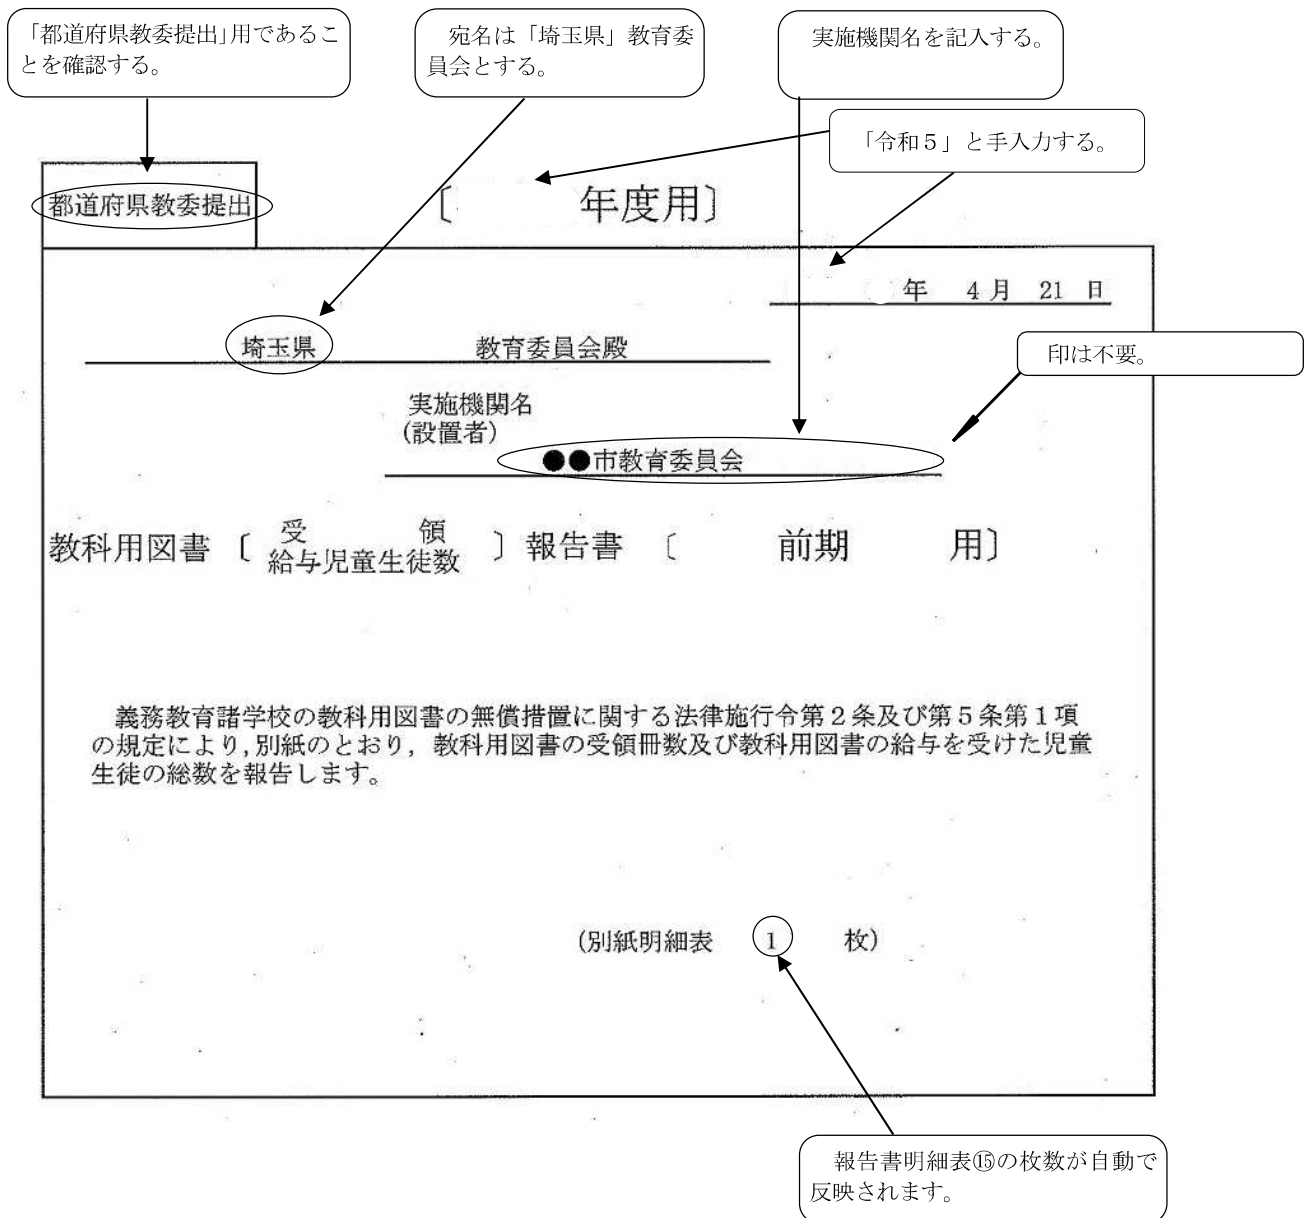 「都道府県教委提出」用であるこ
とを確認する。
宛名は「埼玉県」教育委
員会とする。
実施機関名を記入する。
「令和５」と手入力する。
都道府県教委提出
〔　年度用〕
年　4月　21　日
埼玉県　教育委員会殿
印は不要。
実施機関名
(設置者)
●●市教育委員会
教科用図書〔受　領
給与児童生徒数〕報告書〔　前期　用〕
義務教育諸学校の教科用図書の無償措置に関する法律施行令第２条及び第５条第１項
の規定により,別紙のとおり，教科用図書の受領冊数及び教科用図書の給与を受けた児童
生徒の総数を報告します。
(別紙明細表　1　枚)
報告書明細表⑮の枚数が自動で
反映されます。